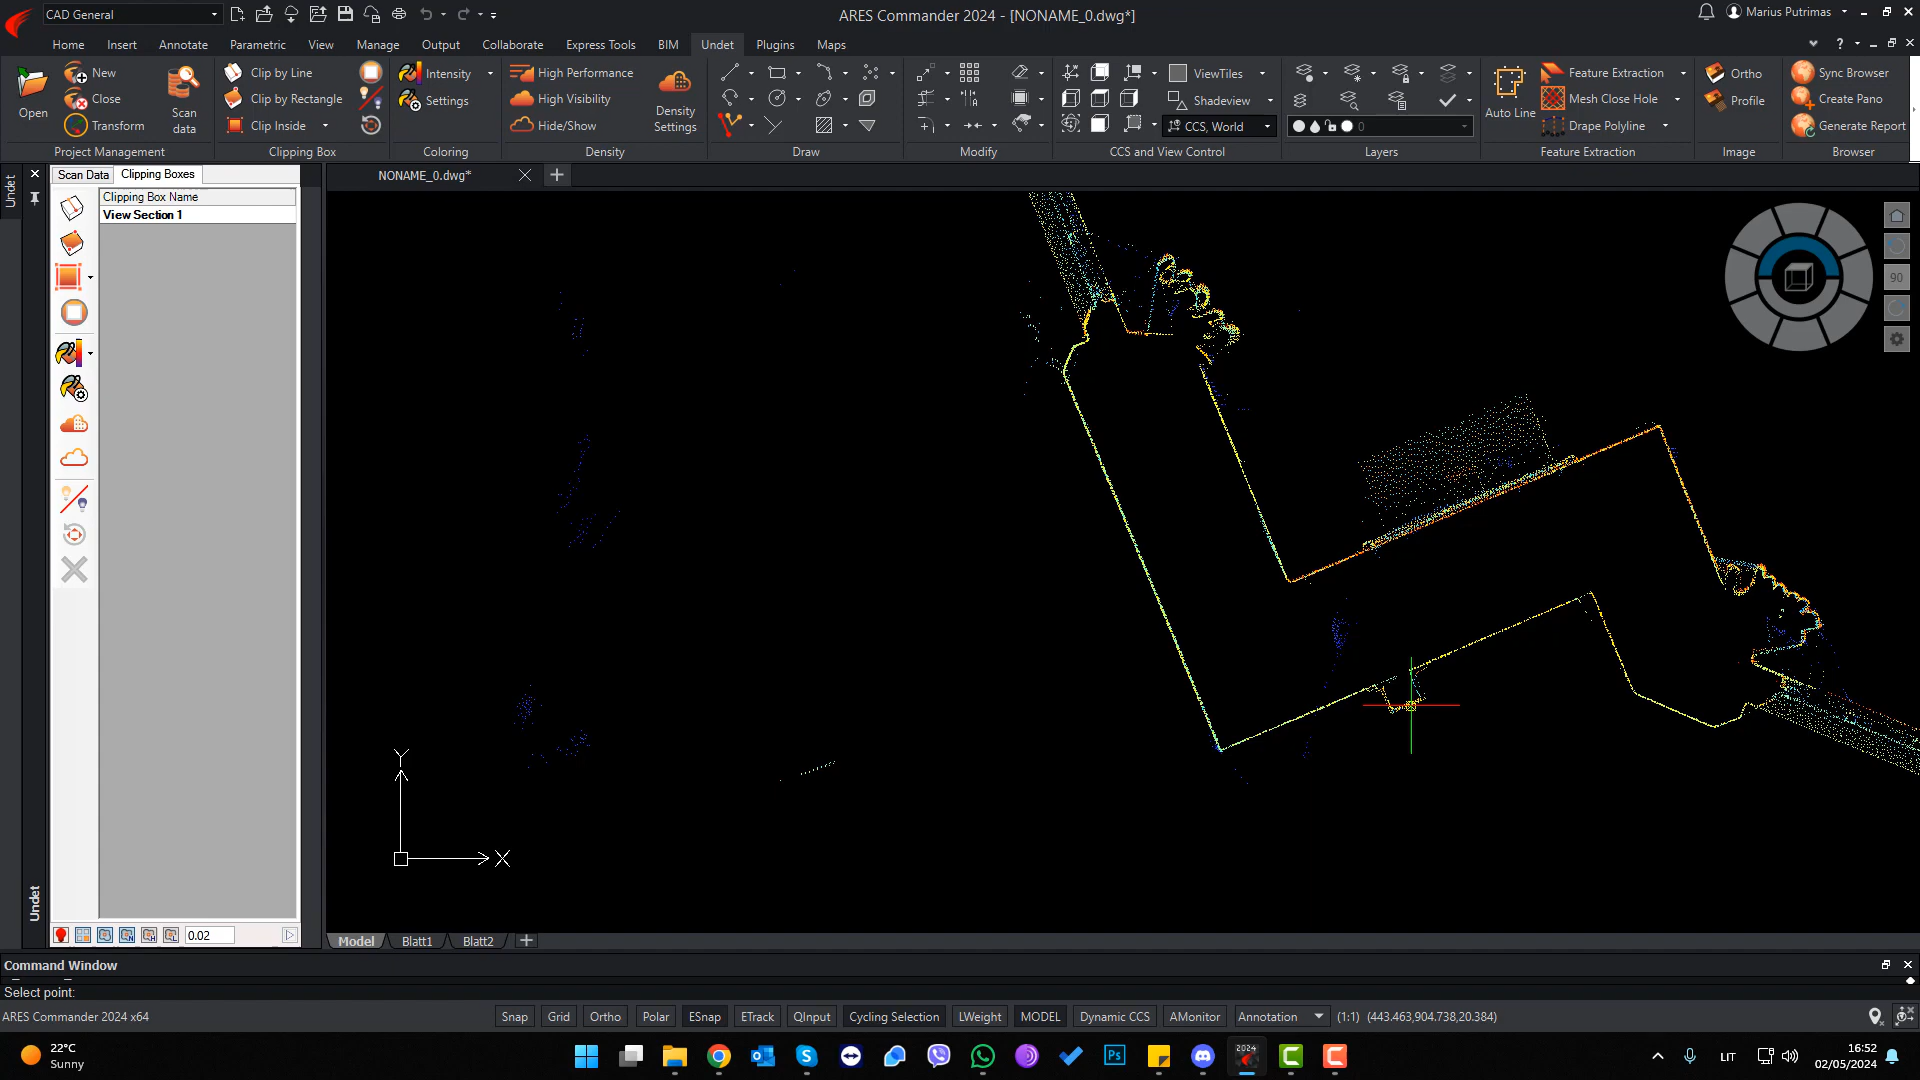 CAD General
ARES Commander 2024 - [NONAME_0.dwg*]
Marius Putrimas
Home Insert Annotate Parametric View Manage Output Collaborate Express Tools BIM Undet Plugins Maps
Open
New
Close
Transform
Scan data
Project Management
Clip by Line
Clip by Rectangle
Clip Inside
Clipping Box
Intensity
Settings
Coloring
High Performance
High Visibility
Hide/Show
Density Settings
Density
Draw
Modify
ViewTiles
Shadeview
CCS, World
CCS and View Control
0
Layers
Auto Line
Feature Extraction
Mesh Close Hole
Drape Polyline
Feature Extraction
Ortho
Profile
Image
Sync Browser
Create Pano
Generate Report
Browser
Undet
Scan Data Clipping Boxes
Clipping Box Name
View Section 1
NONAME_0.dwg*
90
Y
X
Undet
0.02
Model Blatt1 Blatt2
Command Window
Select point:
ARES Commander 2024 x64
Snap Grid Ortho Polar ESnap ETrack QInput Cycling Selection LWeight MODEL Dynamic CCS AMonitor Annotation (1:1) (443.463,904.738,20.384)
22°C
Sunny
2024
LIT
16:52
02/05/2024